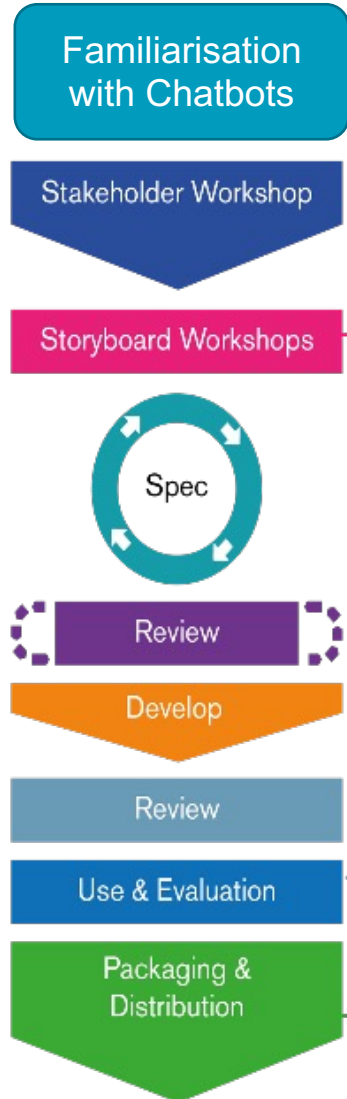 Familiarisation
with Chatbots
Stakeholder Workshop
Storyboard Workshops
Spec
Review
Develop
Review
Use & Evaluation
Packaging &
Distribution